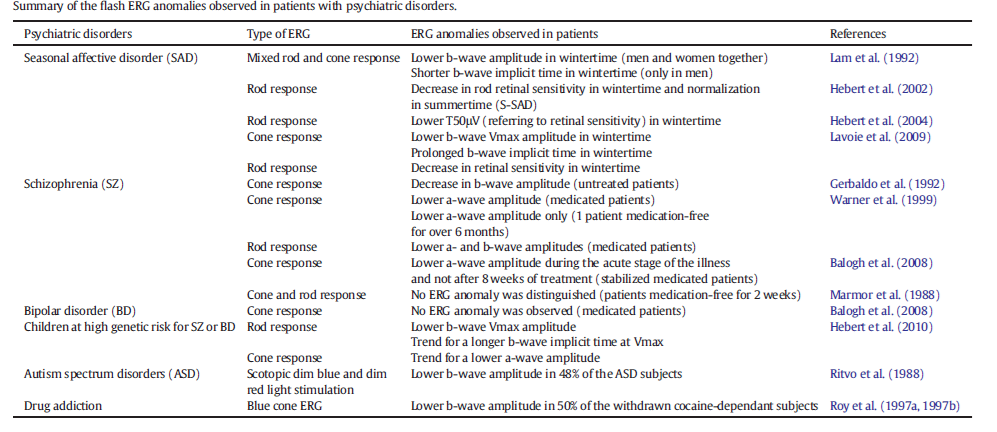 Summary of the flash ERG anomalies observed in patients with psychiatric disorders.
Psychiatric disorders Type of ERG ERG anomalies observed in patients References
Seasonal affective disorder (SAD) Mixed rod and cone response Lower b-wave amplitude in wintertime (men and women together) Lam et al. (1992)
Shorter b-wave implicit time in wintertime (only in men)
Rod response Decrease in rod retinal sensitivity in wintertime and normalization Hebert et al. (2002)
in summertime (S-SAD)
Rod response Lower T50μV (referring to retinal sensitivity) in wintertime Hebert et al. (2004)
Cone response Lower b-wave Vmax amplitude in wintertime Lavoie et al. (2009)
Prolonged b-wave implicit time in wintertime
Rod response Decrease in retinal sensitivity in wintertime
Schizophrenia (SZ) Cone response Decrease in b-wave amplitude (untreated patients) Gerbaldo et al. (1992)
Cone response Lower a-wave amplitude (medicated patients) Warner et al. (1999)
Lower a-wave amplitude only (1 patient medication-free
for over 6 months)
Rod response Lower a- and b-wave amplitudes (medicated patients)
Cone response Lower a-wave amplitude during the acute stage of the illness Balogh et al. (2008)
and not after 8 weeks of treatment (stabilized medicated patients)
Cone and rod response No ERG anomaly was distinguished (patients medication-free for 2 weeks) Marmor et al. (1988)
Bipolar disorder (BD) Cone response No ERG anomaly was observed (medicated patients) Balogh et al. (2008)
Children at high genetic risk for SZ or BD Rod response Lower b-wave Vmax amplitude Hebert et al. (2010)
Trend for a longer b-wave implicit time at Vmax
Cone response Trend for a lower a-wave amplitude
Autism spectrum disorders (ASD) Scotopic dim blue and dim Lower b-wave amplitude in 48% of the ASD subjects Ritvo et al. (1988)
red light stimulation
Drug addiction Blue cone ERG Lower b-wave amplitude in 50% of the withdrawn cocaine-dependant subjects Roy et al. (1997a, 1997b)